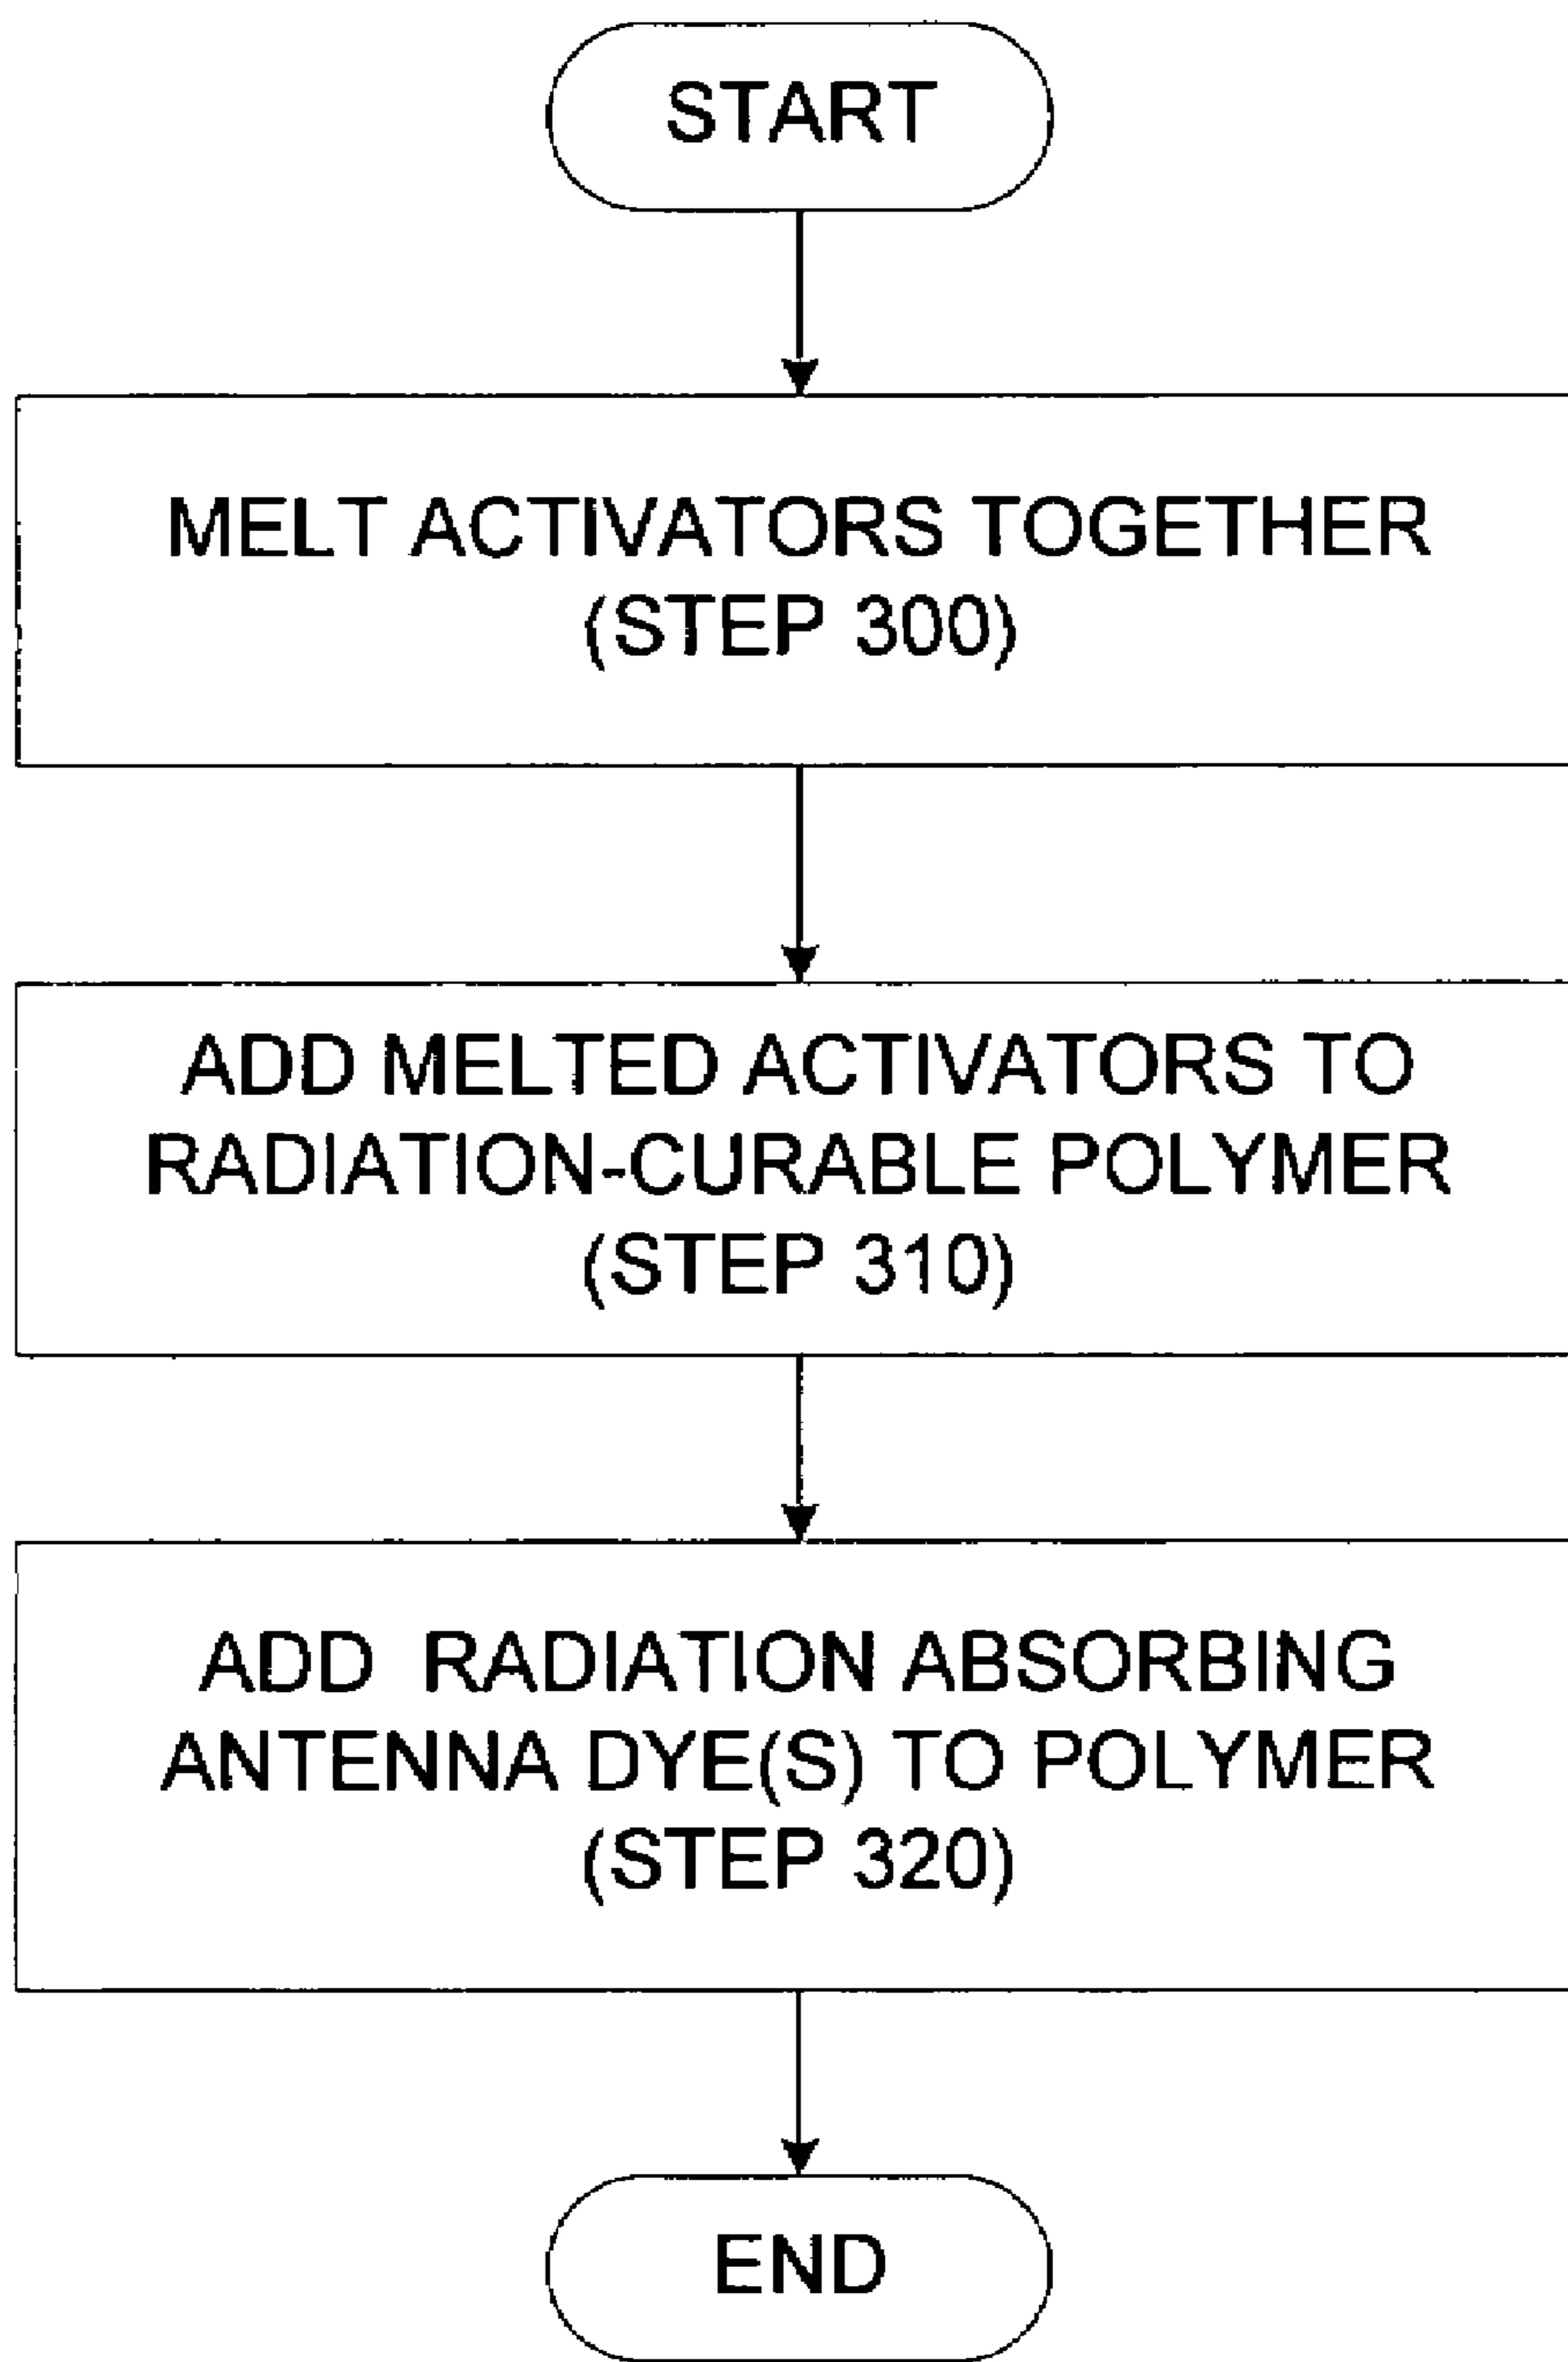 START
MELT ACTIVATORS TOGETHER
(STEP 300)
ADD MELTED ACTIVATORS TO
RADIATION-CURABLE POLYMER
(STEP 310)
ADD RADIATION ABSORBING
ANTENNA DYE(S) TO POLYMER
(STEP 320)
END